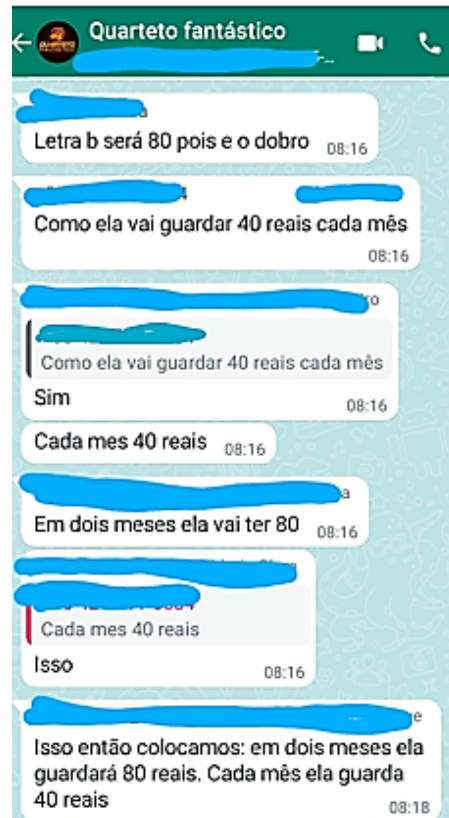 Quarteto fantástico
Letra b será 80 pois e o dobro 08:16
Como ela vai guardar 40 reais cada mês
08:16
Como ela vai guardar 40 reais cada mês
Sim 08:16
Cada mes 40 reais 08:16
Em dois meses ela vai ter 80 08:16
Cada mes 40 reais
Isso 08:16
Isso então colocamos: em dois meses ela
guardará 80 reais. Cada mês ela guarda
40 reais 08:18